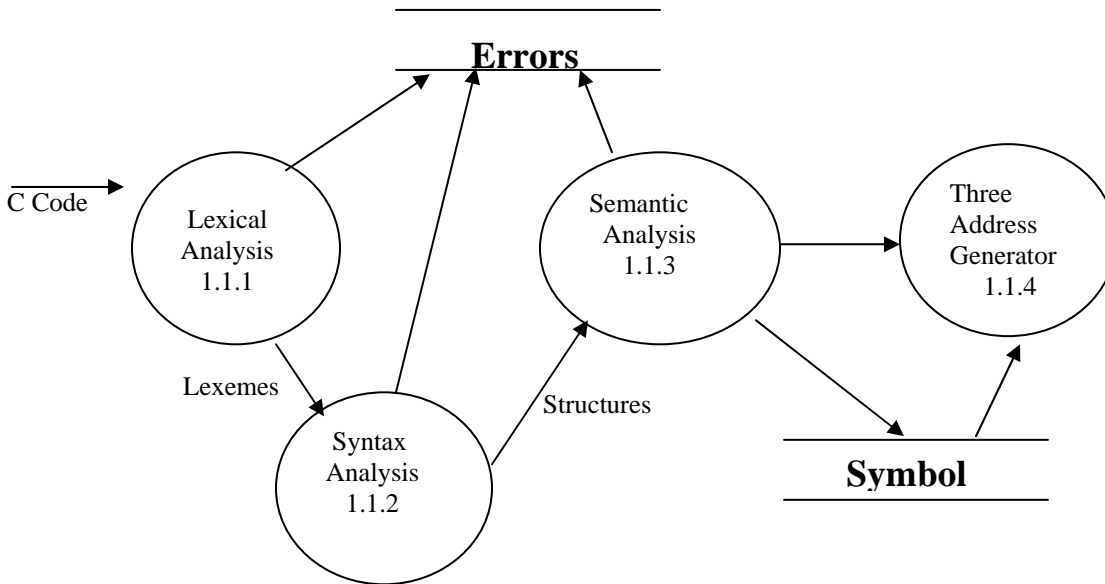 Errors
C Code
Lexical
Analysis
1.1.1
Semantic
Analysis
1.1.3
Three
Address
Generator
1.1.4
Lexemes
Structures
Syntax
Analysis
1.1.2
Symbol